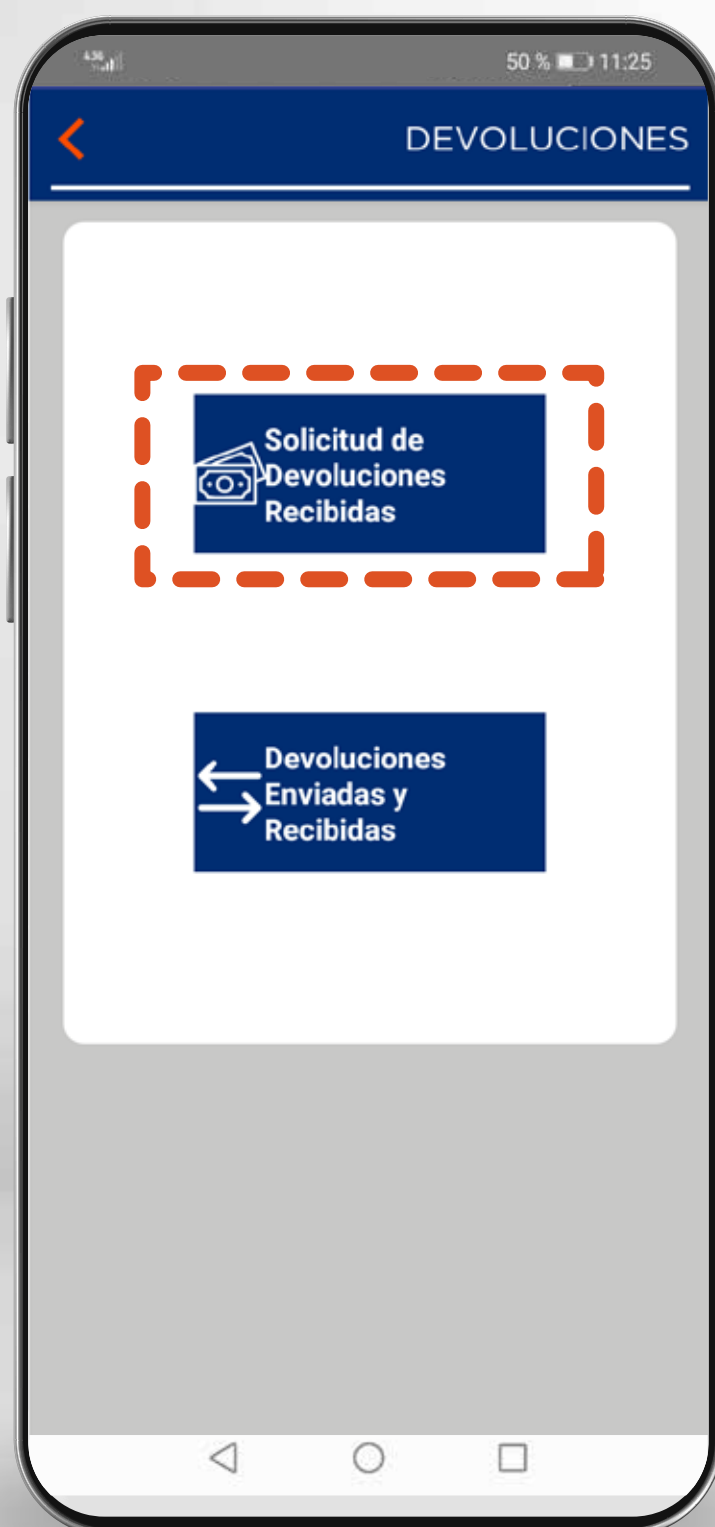 50 % 11:25
DEVOLUCIONES
Solicitud de
Devoluciones
Recibidas
Devoluciones
Enviadas y
Recibidas